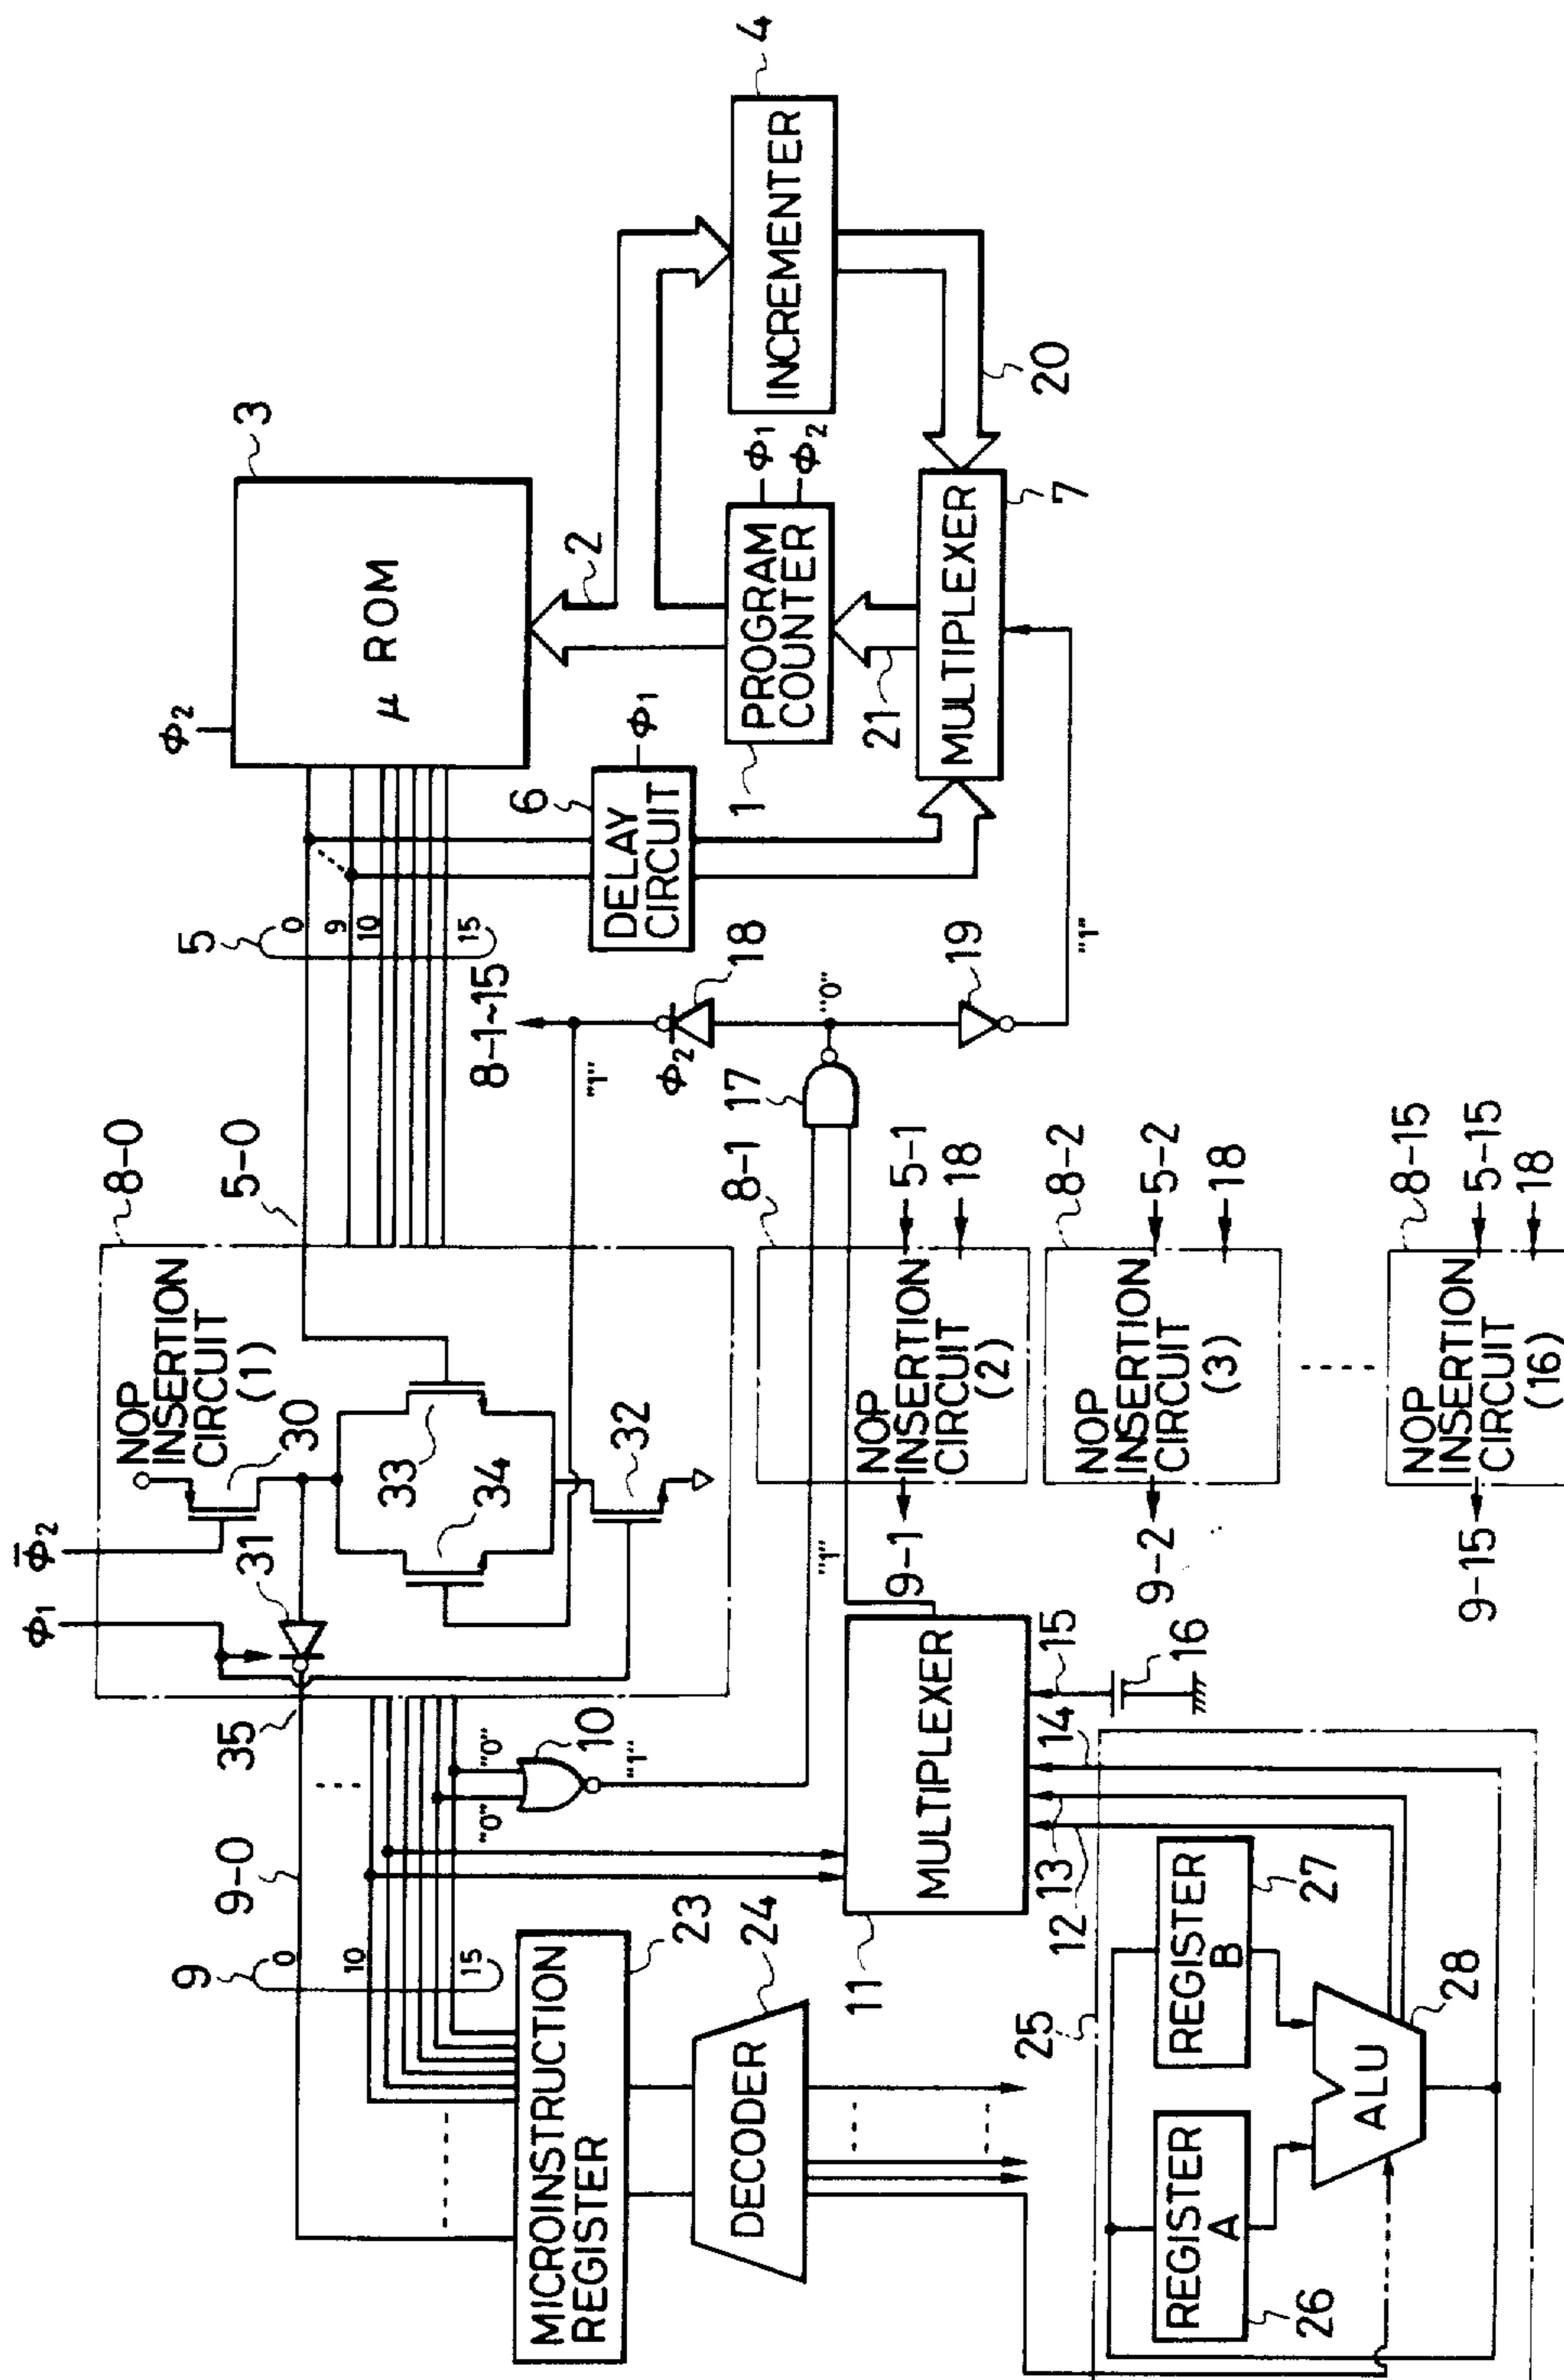 Φ1
Φ̅2
NOP
INSERTION
CIRCUIT
(1)
8-0
5-0
5
0
9
10
15
Φ2
μ ROM
3
2
4
INCREMENTER
20
MULTIPLEXER
7
21
PROGRAM
COUNTER
1
Φ1
Φ2
DELAY
CIRCUIT
6
Φ1
8-1~15
18
Φ2
"1"
"0"
17
19
"1"
30
31
33
34
32
35
9-0
9
0
10
15
MICROINSTRUCTION
REGISTER
23
DECODER
24
10
"0"
"0"
"1"
MULTIPLEXER
11
"1"
12
13
14
15
16
25
REGISTER
A
26
REGISTER
B
27
ALU
28
NOP
INSERTION
CIRCUIT
(2)
8-1
5-1
18
9-1
NOP
INSERTION
CIRCUIT
(3)
8-2
5-2
18
9-2
NOP
INSERTION
CIRCUIT
(16)
8-15
5-15
18
9-15